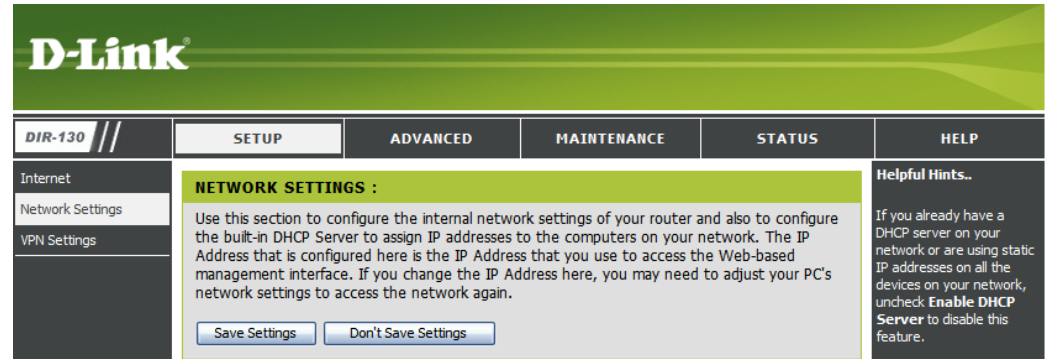 D-Link®
DIR-130
SETUP
ADVANCED
MAINTENANCE
STATUS
HELP
Internet
Network Settings
VPN Settings
NETWORK SETTINGS :
Use this section to configure the internal network settings of your router and also to configure
the built-in DHCP Server to assign IP addresses to the computers on your network. The IP
Address that is configured here is the IP Address that you use to access the Web-based
management interface. If you change the IP Address here, you may need to adjust your PC's
network settings to access the network again.
Save Settings
Don't Save Settings
Helpful Hints..
If you already have a
DHCP server on your
network or are using static
IP addresses on all the
devices on your network,
uncheck Enable DHCP
Server to disable this
feature.